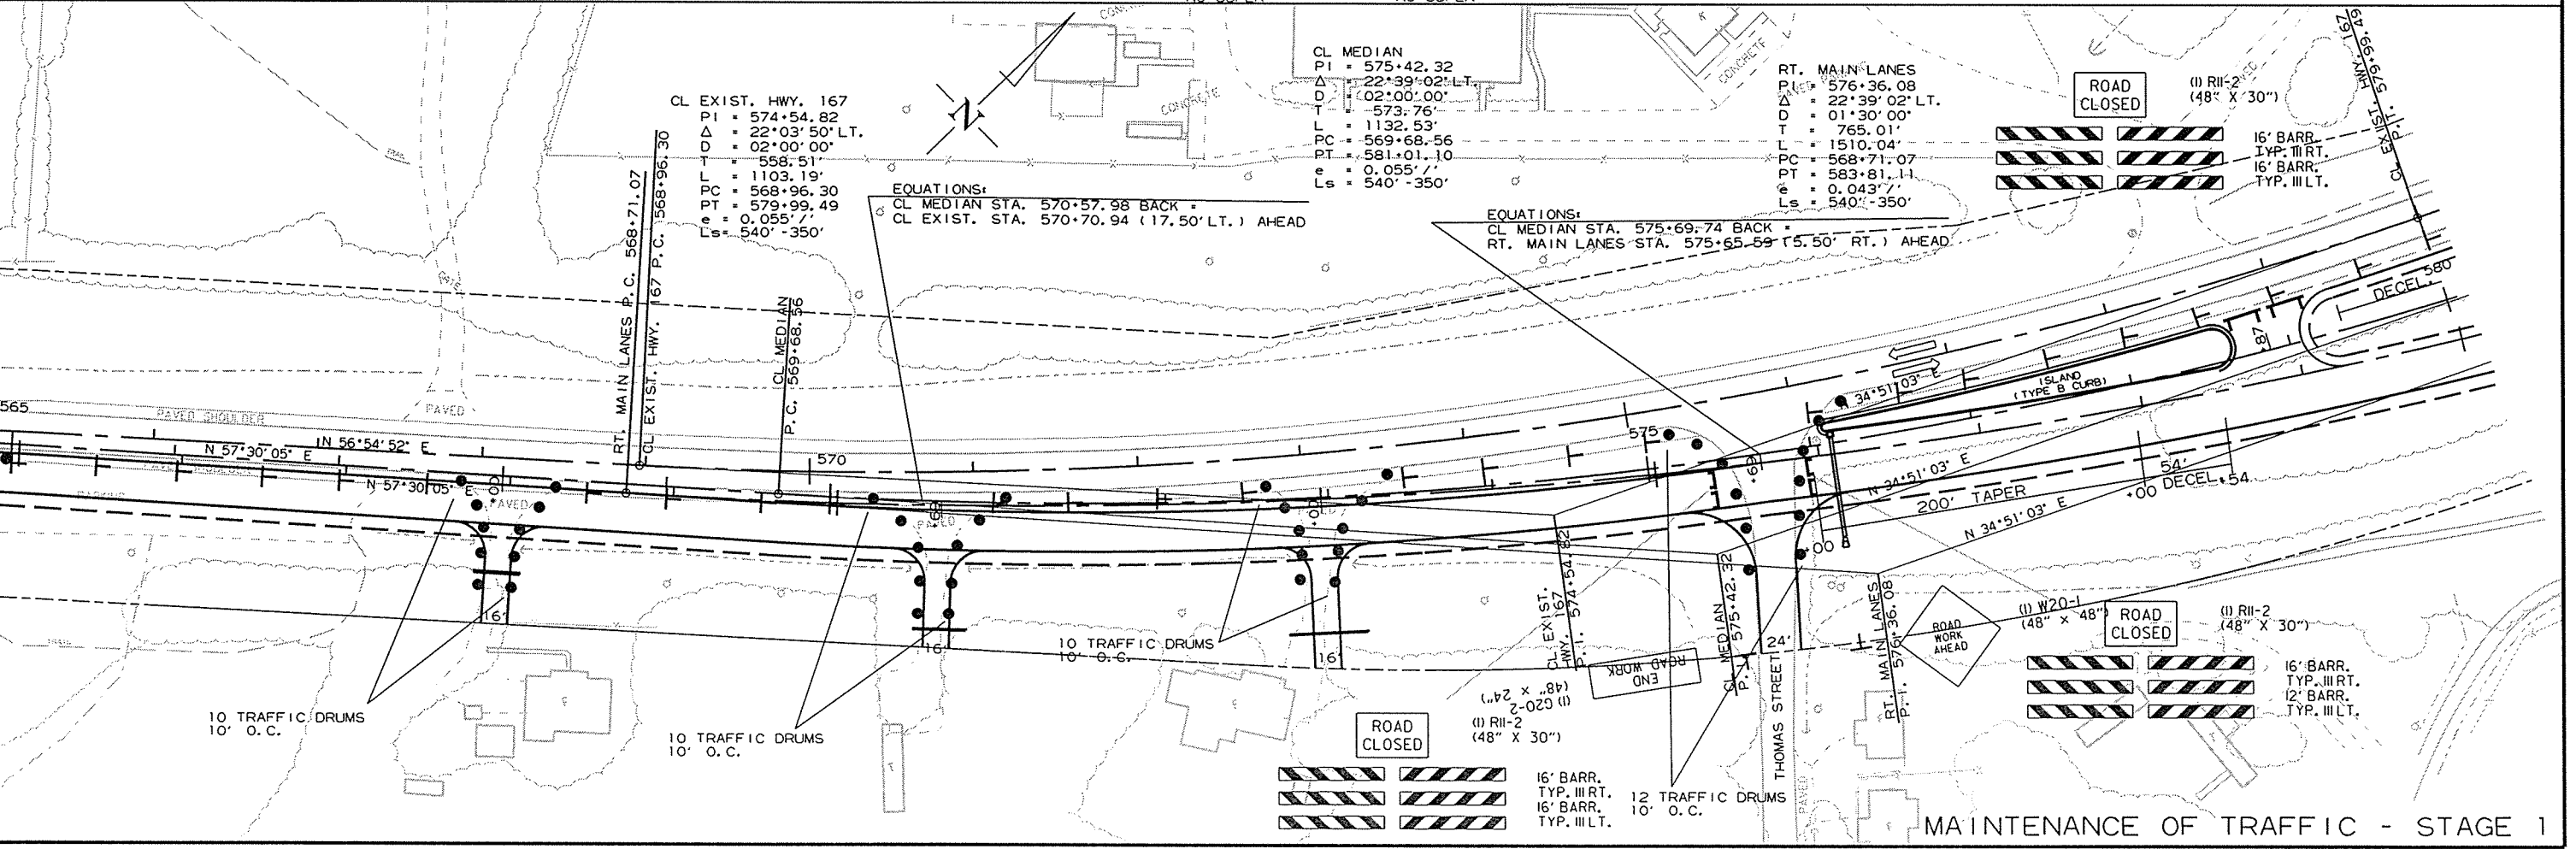 CL EXIST. HWY. 167
PI = 574+54.82
Δ = 22°03'50" LT.
D = 02°00'00"
T = 558.51'
L = 1103.19'
PC = 568+96.30
PT = 579+99.49
e = 0.055'/'
Ls= 540' -350'
CL MEDIAN
PI = 575+42.32
Δ = 22°39'02" LT.
D = 02°00'00"
T = 573.76'
L = 1132.53'
PC = 569+68.56
PT = 581+01.10
e = 0.055'/'
Ls = 540' -350'
RT. MAIN LANES
PI = 576+36.08
Δ = 22°39'02" LT.
D = 01°30'00"
T = 765.01'
L = 1510.04'
PC = 568+71.07
PT = 583+81.11
e = 0.043'/'
Ls = 540' -350'
ROAD
CLOSED
(1) R11-2
(48" X 30")
16' BARR.
TYP. III RT.
16' BARR.
TYP. III LT.
HWY. 167
CL EXIST. P.T. 579+99.49
N
CONCRETE
CONCRETE
EQUATIONS:
CL MEDIAN STA. 570+57.98 BACK =
CL EXIST. STA. 570+70.94 (17.50' LT.) AHEAD
EQUATIONS:
CL MEDIAN STA. 575+69.74 BACK =
RT. MAIN LANES STA. 575+65.59 (5.50' RT.) AHEAD
RT. MAIN LANES P.C. 568+71.07
CL EXIST. HWY. 167 P.C. 568+96.30
CL MEDIAN
P.C. 569+68.56
565
PAVED SHOULDER
PAVED
N 56°54'52" E
N 57°30'05" E
N 57°30'05" E
+00
PAVED
PARKING
570
+69
PAVED
+00
575
+69
N 34°51'03" E
ISLAND
(TYPE B CURB)
+87
DECEL.
580
N 34°51'03" E
200' TAPER
N 34°51'03" E
54'
+00 DECEL. +54
+00
16'
16'
16'
24'
10 TRAFFIC DRUMS
10' O.C.
10 TRAFFIC DRUMS
10' O.C.
10 TRAFFIC DRUMS
10' O.C.
12 TRAFFIC DRUMS
10' O.C.
CL EXIST.
HWY. 167
P.I. 574+54.82
CL MEDIAN
P.I. 575+42.32
RT. MAIN LANES
P.I. 576+36.08
THOMAS STREET
PAVED
END
ROAD WORK
(1) G20-2
(48" X 24")
ROAD
WORK
AHEAD
(1) W20-1
(48" X 48")
ROAD
CLOSED
(1) R11-2
(48" X 30")
16' BARR.
TYP. III RT.
12' BARR.
TYP. III LT.
ROAD
CLOSED
(1) R11-2
(48" X 30")
16' BARR.
TYP. III RT.
16' BARR.
TYP. III LT.
MAINTENANCE OF TRAFFIC - STAGE 1